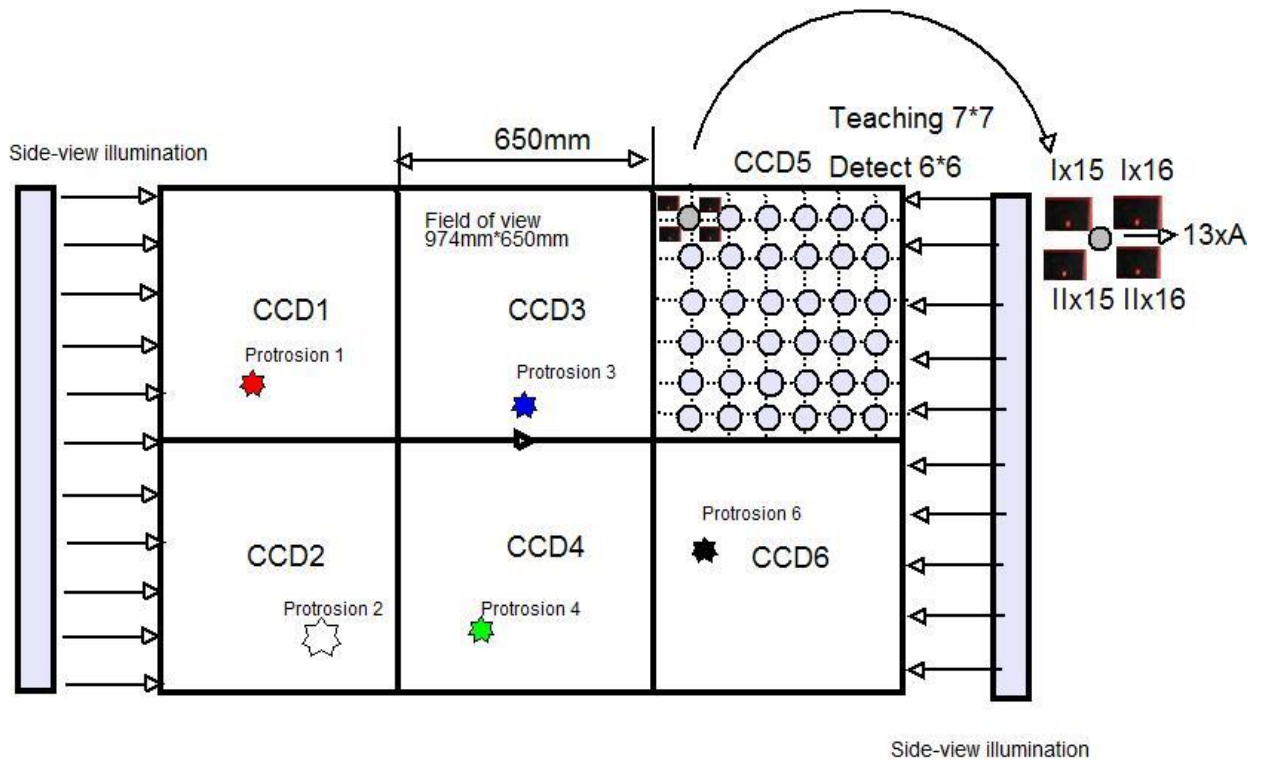 650mm
Teaching 7*7
Side-view illumination
CCD5
Detect 6*6
Ix15 Ix16
Field of view
974mm*650mm
13xA
CCD1
CCD3
IIx15 IIx16
Protrosion 1
Protrosion 3
Protrosion 6
CCD2
CCD4
CCD6
Protrosion 2
Protrosion 4
Side-view illumination